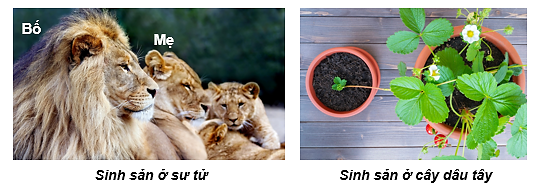 Bố
Mẹ
Sinh sản ở sư tử
Sinh sản ở cây dâu tây